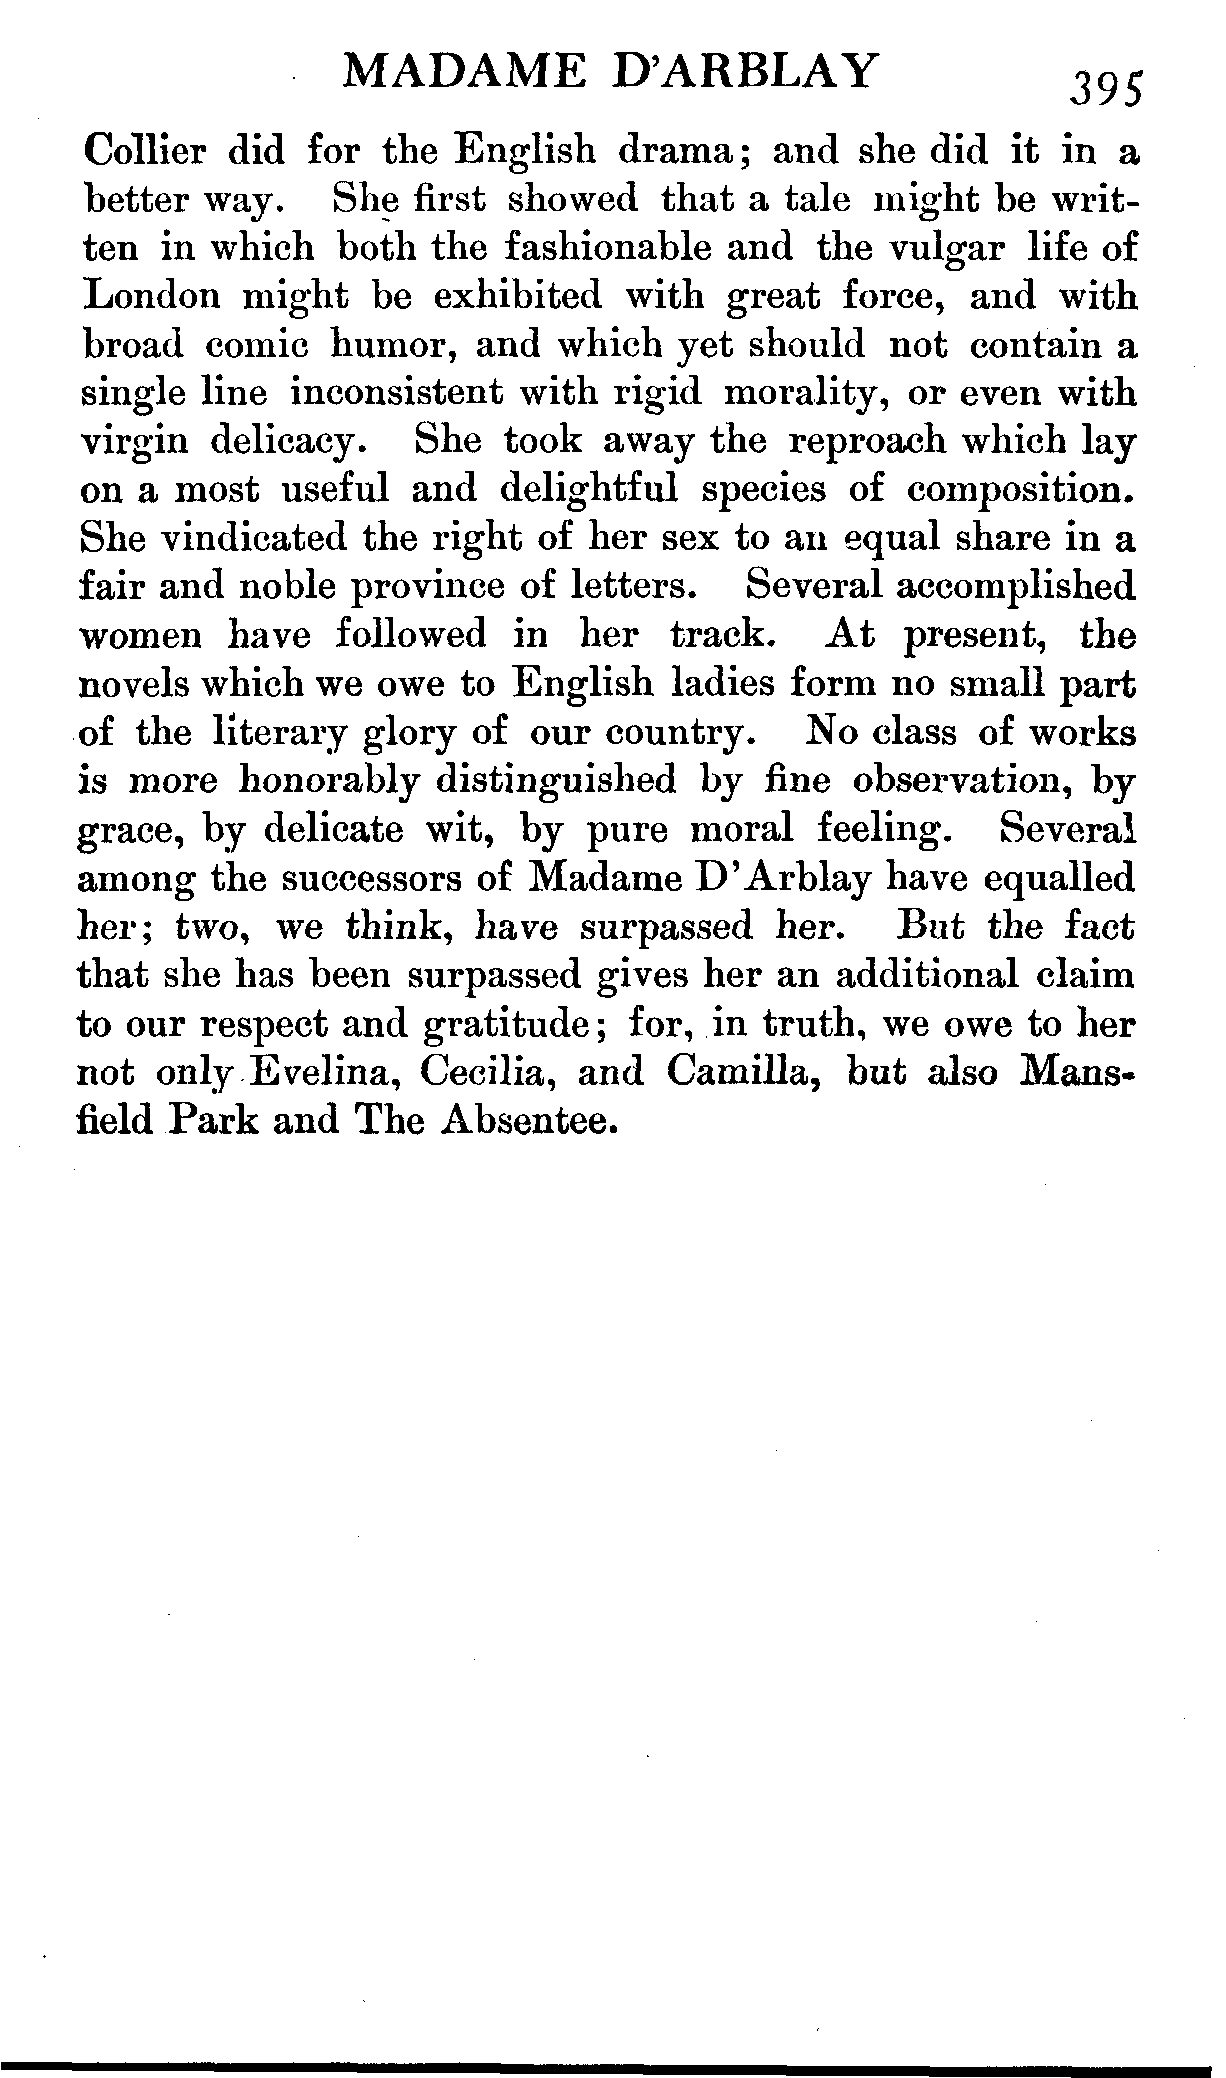 MADAME D'ARBLAY 395
Collier did for the English drama; and she did it in a
better way. She first showed that a tale might be writ-
ten in which both the fashionable and the vulgar life of
London might be exhibited with great force, and with
broad comic humor, and which yet should not contain a
single line inconsistent with rigid morality, or even with
virgin delicacy. She took away the reproach which lay
on a most useful and delightful species of composition.
She vindicated the right of her sex to an equal share in a
fair and noble province of letters. Several accomplished
women have followed in her track. At present, the
novels which we owe to English ladies form no small part
of the literary glory of our country. No class of works
is more honorably distinguished by fine observation, by
grace, by delicate wit, by pure moral feeling. Several
among the successors of Madame D'Arblay have equalled
her; two, we think, have surpassed her. But the fact
that she has been surpassed gives her an additional claim
to our respect and gratitude; for, in truth, we owe to her
not only Evelina, Cecilia, and Camilla, but also Mans-
field Park and The Absentee.